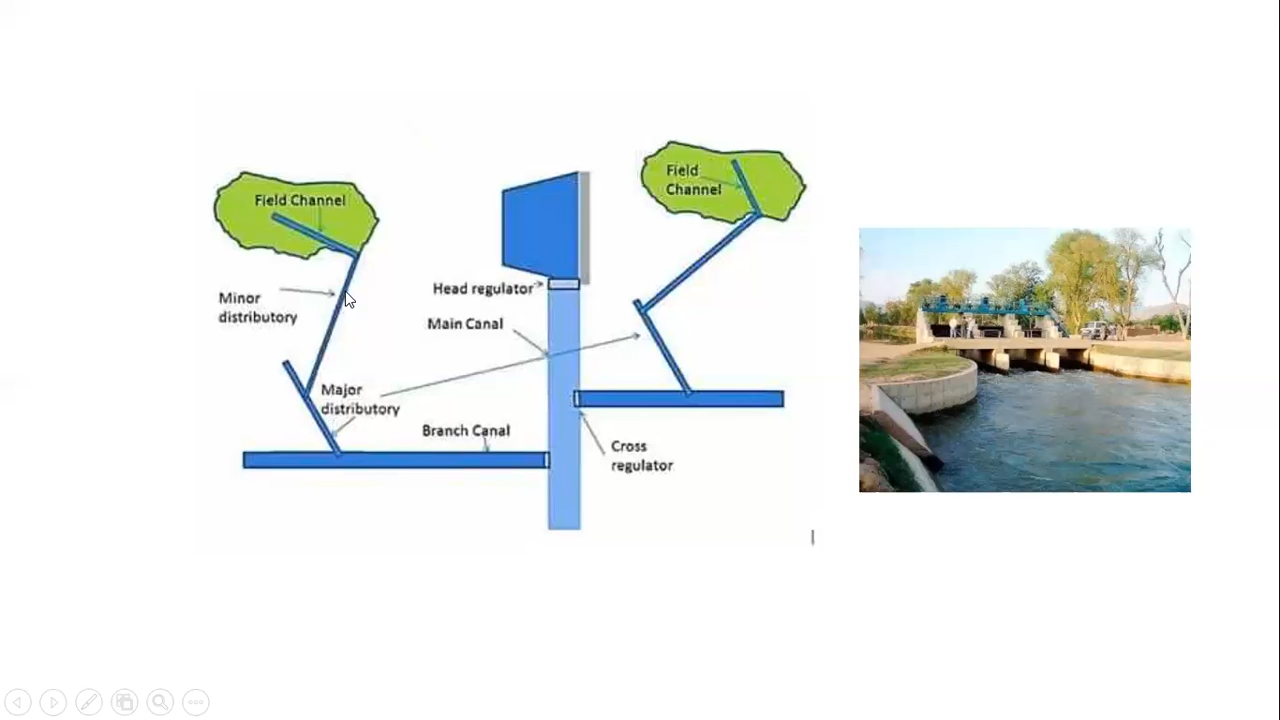 Field
Channel
Field Channel
Minor
distributory
Head regulator
Main Canal
Major
distributory
Branch Canal
Cross
regulator